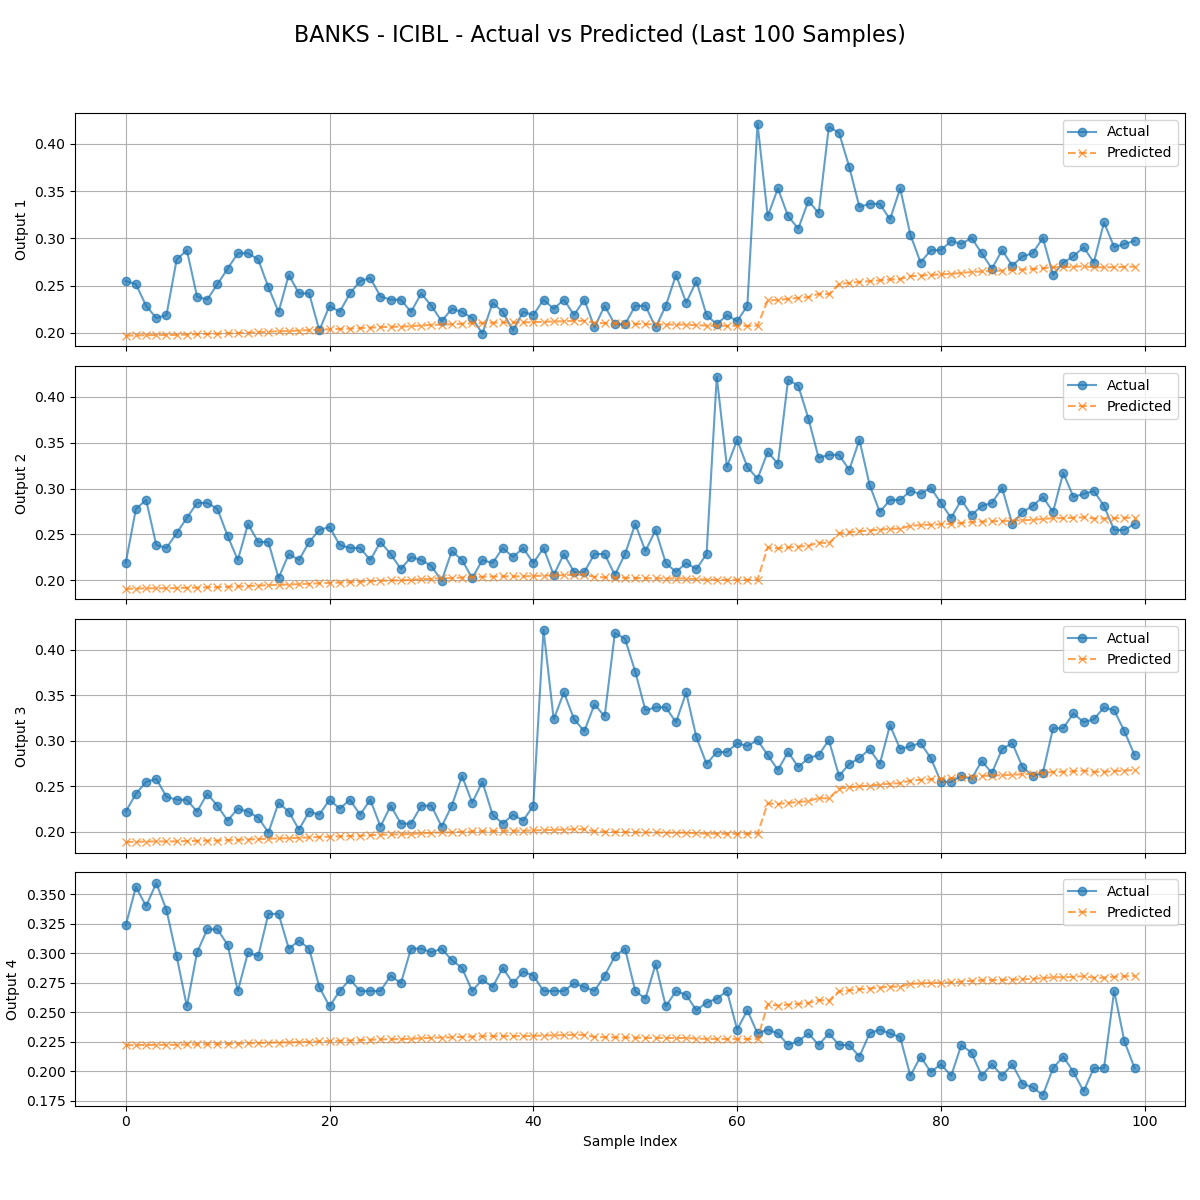 BANKS - ICIBL - Actual vs Predicted (Last 100 Samples)
Output 1
0.40
0.35
0.30
0.25
0.20
Actual
Predicted
Output 2
0.40
0.35
0.30
0.25
0.20
Actual
Predicted
Output 3
0.40
0.35
0.30
0.25
0.20
Actual
Predicted
Output 4
0.350
0.325
0.300
0.275
0.250
0.225
0.200
0.175
Actual
Predicted
0 20 40 60 80 100
Sample Index